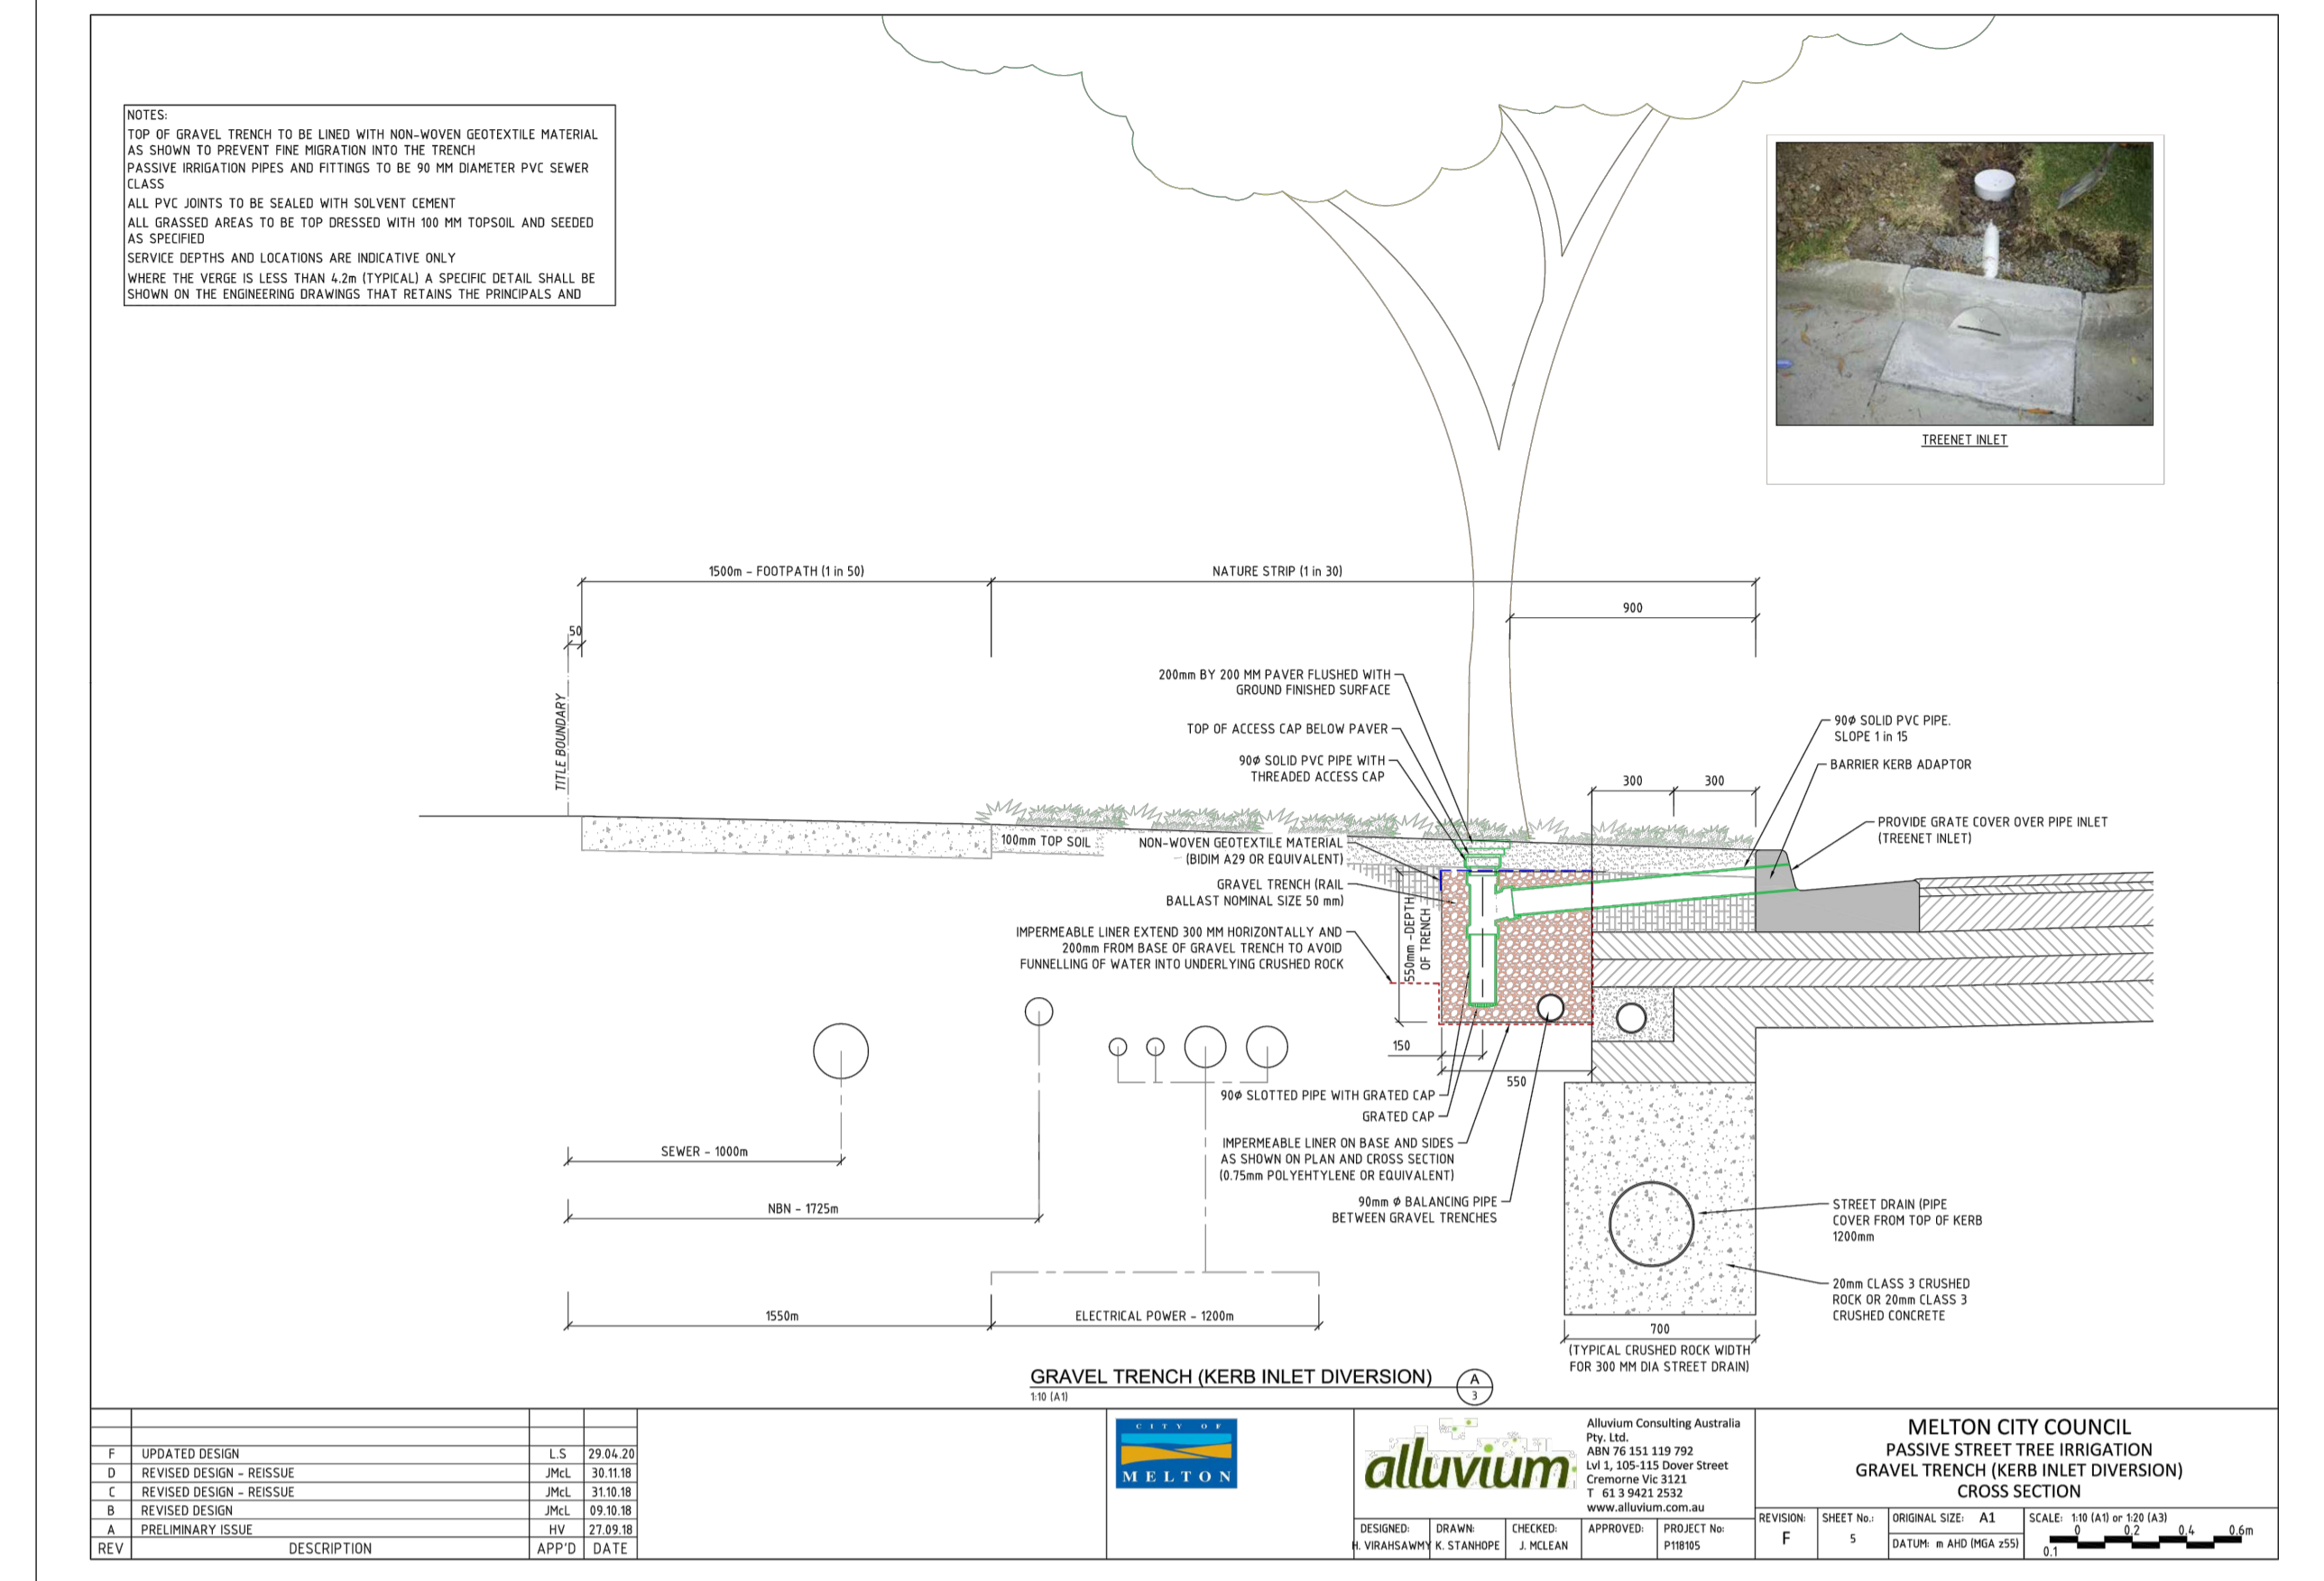 NOTES:
TOP OF GRAVEL TRENCH TO BE LINED WITH NON-WOVEN GEOTEXTILE MATERIAL
AS SHOWN TO PREVENT FINE MIGRATION INTO THE TRENCH
PASSIVE IRRIGATION PIPES AND FITTINGS TO BE 90 MM DIAMETER PVC SEWER
CLASS
ALL PVC JOINTS TO BE SEALED WITH SOLVENT CEMENT
ALL GRASSED AREAS TO BE TOP DRESSED WITH 100 MM TOPSOIL AND SEEDED
AS SPECIFIED
SERVICE DEPTHS AND LOCATIONS ARE INDICATIVE ONLY
WHERE THE VERGE IS LESS THAN 4.2m (TYPICAL) A SPECIFIC DETAIL SHALL BE
SHOWN ON THE ENGINEERING DRAWINGS THAT RETAINS THE PRINCIPALS AND
TREENET INLET
1500m - FOOTPATH (1 in 50)
NATURE STRIP (1 in 30)
900
50
TITLE BOUNDARY
200mm BY 200 MM PAVER FLUSHED WITH
GROUND FINISHED SURFACE
TOP OF ACCESS CAP BELOW PAVER
90ϕ SOLID PVC PIPE WITH
THREADED ACCESS CAP
90ϕ SOLID PVC PIPE.
SLOPE 1 in 15
BARRIER KERB ADAPTOR
300
300
PROVIDE GRATE COVER OVER PIPE INLET
(TREENET INLET)
100mm TOP SOIL
NON-WOVEN GEOTEXTILE MATERIAL
(BIDIM A29 OR EQUIVALENT)
GRAVEL TRENCH (RAIL
BALLAST NOMINAL SIZE 50 mm)
IMPERMEABLE LINER EXTEND 300 MM HORIZONTALLY AND
200mm FROM BASE OF GRAVEL TRENCH TO AVOID
FUNNELLING OF WATER INTO UNDERLYING CRUSHED ROCK
550mm -DEPTH
OF TRENCH
150
550
90ϕ SLOTTED PIPE WITH GRATED CAP
GRATED CAP
IMPERMEABLE LINER ON BASE AND SIDES
AS SHOWN ON PLAN AND CROSS SECTION
(0.75mm POLYEHTYLENE OR EQUIVALENT)
90mm ϕ BALANCING PIPE
BETWEEN GRAVEL TRENCHES
SEWER - 1000m
NBN - 1725m
1550m
ELECTRICAL POWER - 1200m
STREET DRAIN (PIPE
COVER FROM TOP OF KERB
1200mm
20mm CLASS 3 CRUSHED
ROCK OR 20mm CLASS 3
CRUSHED CONCRETE
700
(TYPICAL CRUSHED ROCK WIDTH
FOR 300 MM DIA STREET DRAIN)
GRAVEL TRENCH (KERB INLET DIVERSION)
1:10 (A1)
A
3
F UPDATED DESIGN L.S 29.04.20
D REVISED DESIGN - REISSUE JMcL 30.11.18
C REVISED DESIGN - REISSUE JMcL 31.10.18
B REVISED DESIGN JMcL 09.10.18
A PRELIMINARY ISSUE HV 27.09.18
REV DESCRIPTION APP'D DATE
CITY OF
MELTON
alluvium
Alluvium Consulting Australia
Pty. Ltd.
ABN 76 151 119 792
Lvl 1, 105-115 Dover Street
Cremorne Vic 3121
T 61 3 9421 2532
www.alluvium.com.au
DESIGNED: DRAWN: CHECKED: APPROVED: PROJECT No:
H. VIRAHSAWMY K. STANHOPE J. MCLEAN P118105
MELTON CITY COUNCIL
PASSIVE STREET TREE IRRIGATION
GRAVEL TRENCH (KERB INLET DIVERSION)
CROSS SECTION
REVISION: SHEET No.: ORIGINAL SIZE: A1 SCALE: 1:10 (A1) or 1:20 (A3)
F 5 DATUM: m AHD (MGA z55)
0 0.2 0.4 0.6m
0.1